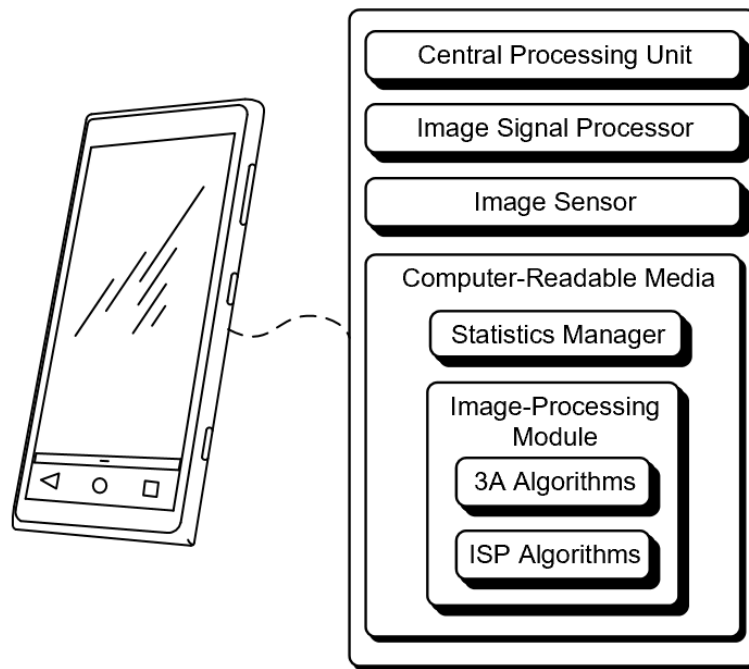 Central Processing Unit
Image Signal Processor
Image Sensor
Computer-Readable Media
Statistics Manager
Image-Processing
Module
3A Algorithms
ISP Algorithms